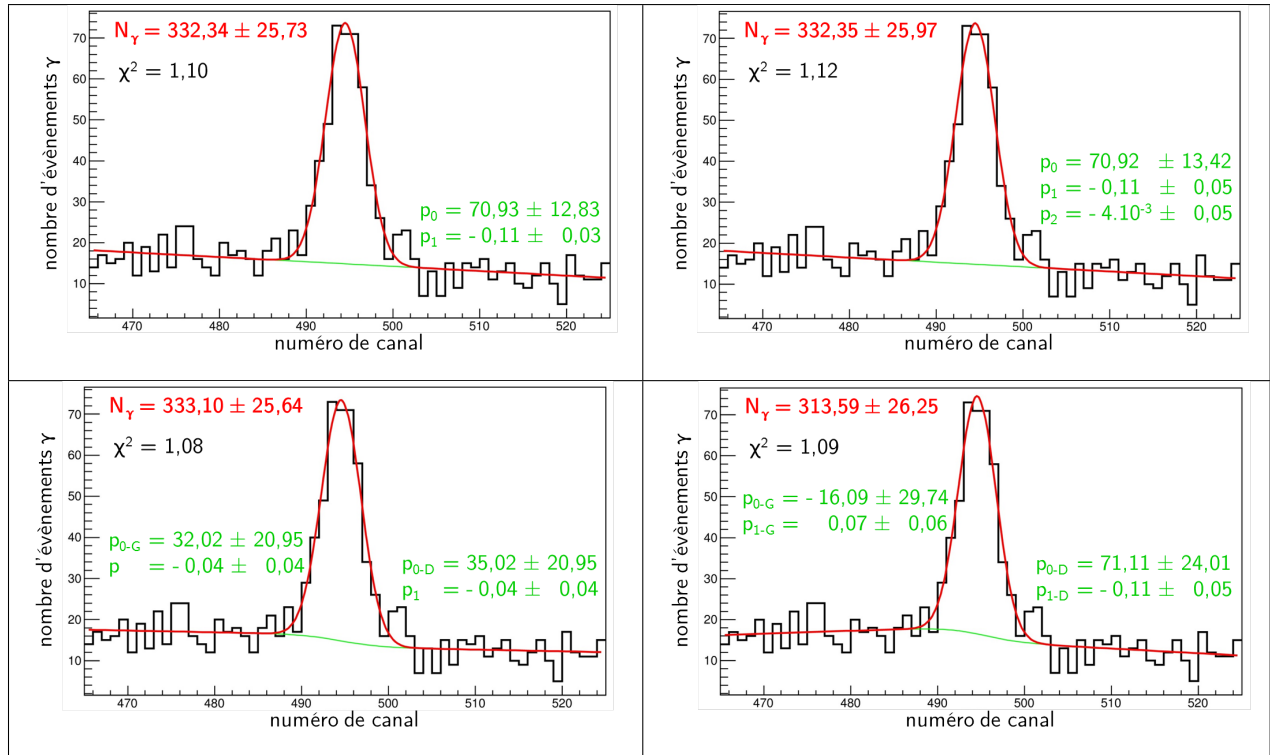 N_γ = 332,34 ± 25,73
χ² = 1,10
p₀ = 70,93 ± 12,83
p₁ = - 0,11 ± 0,03
nombre d'évènements γ
70
60
50
40
30
20
10
470 480 490 500 510 520
numéro de canal
N_γ = 332,35 ± 25,97
χ² = 1,12
p₀ = 70,92 ± 13,42
p₁ = - 0,11 ± 0,05
p₂ = - 4.10⁻³ ± 0,05
nombre d'évènements γ
70
60
50
40
30
20
10
470 480 490 500 510 520
numéro de canal
N_γ = 333,10 ± 25,64
χ² = 1,08
p₀₋G = 32,02 ± 20,95
p = - 0,04 ± 0,04
p₀₋D = 35,02 ± 20,95
p₁ = - 0,04 ± 0,04
nombre d'évènements γ
70
60
50
40
30
20
10
470 480 490 500 510 520
numéro de canal
N_γ = 313,59 ± 26,25
χ² = 1,09
p₀₋G = - 16,09 ± 29,74
p₁₋G = 0,07 ± 0,06
p₀₋D = 71,11 ± 24,01
p₁₋D = - 0,11 ± 0,05
nombre d'évènements γ
70
60
50
40
30
20
10
470 480 490 500 510 520
numéro de canal